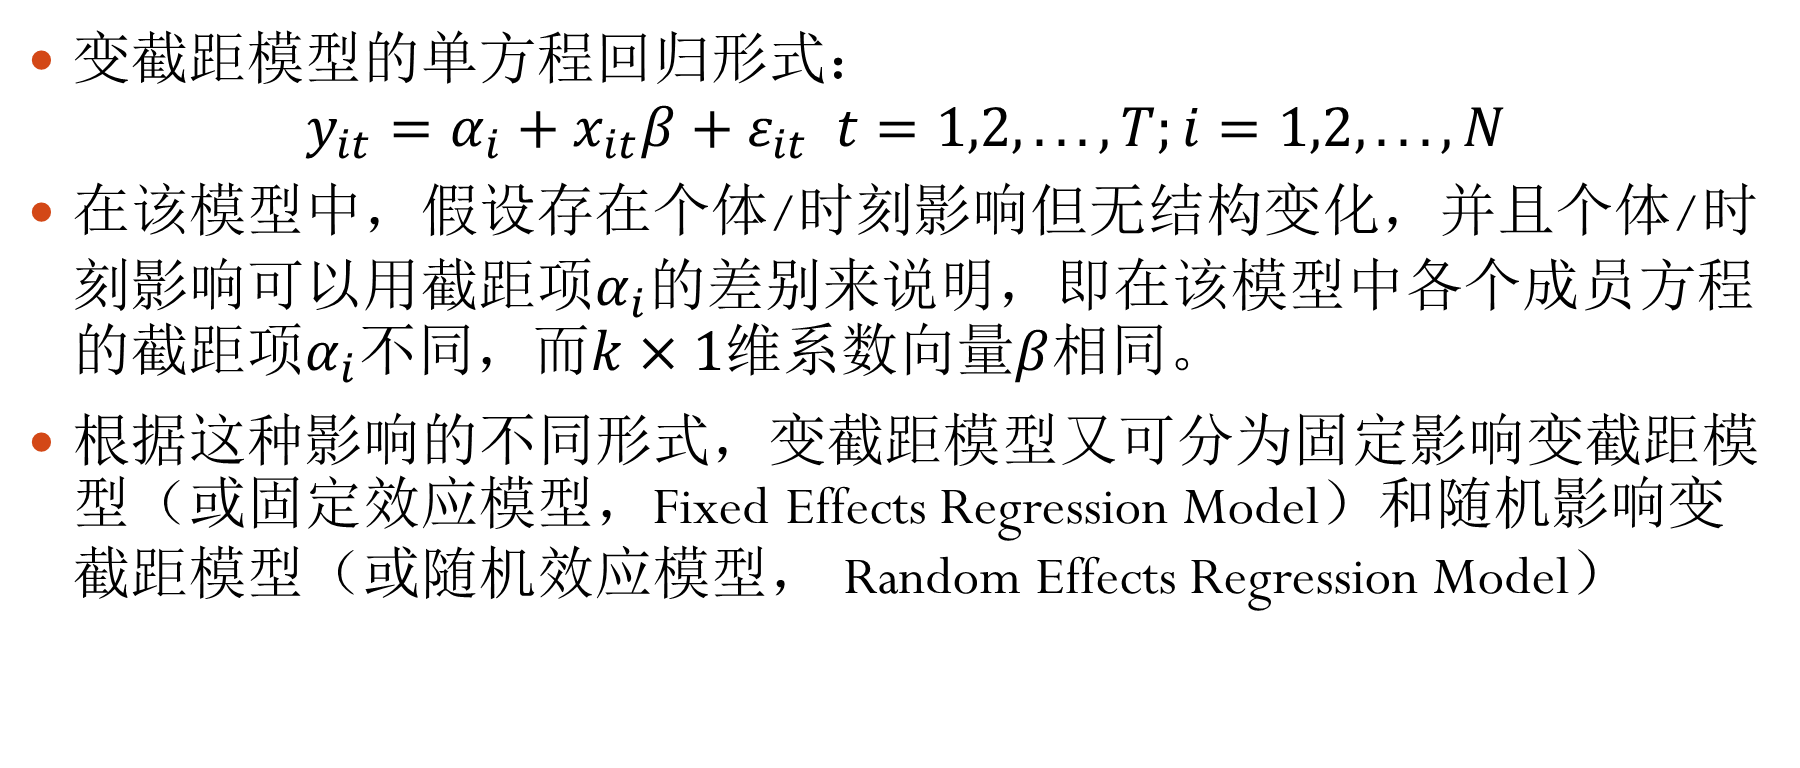 • 变截距模型的单方程回归形式：
y_{it} = α_i + x_{it}β + ε_{it} t = 1,2,...,T; i = 1,2,...,N
• 在该模型中，假设存在个体/时刻影响但无结构变化，并且个体/时
刻影响可以用截距项α_i的差别来说明，即在该模型中各个成员方程
的截距项α_i不同，而k × 1维系数向量β相同。
• 根据这种影响的不同形式，变截距模型又可分为固定影响变截距模
型（或固定效应模型，Fixed Effects Regression Model）和随机影响变
截距模型（或随机效应模型， Random Effects Regression Model）